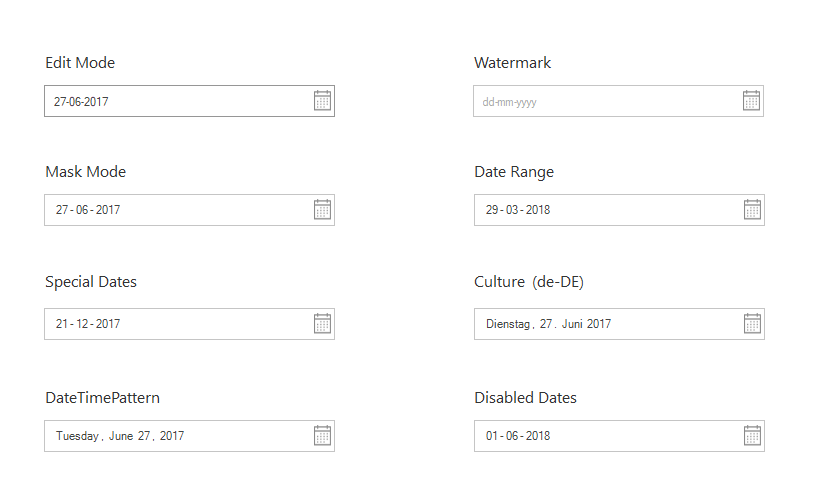 Edit Mode
Watermark
27-06-2017
dd-mm-yyyy
Mask Mode
Date Range
27 - 06 - 2017
29 - 03 - 2018
Special Dates
Culture (de-DE)
21 - 12 - 2017
Dienstag , 27 . Juni 2017
DateTimePattern
Disabled Dates
Tuesday , June 27 , 2017
01 - 06 - 2018